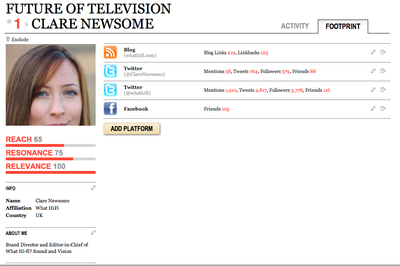 FUTURE OF TELEVISION
* 1 • CLARE NEWSOME
ACTIVITY
FOOTPRINT
Exclude
Blog
(whathifi.com)
Blog Links 219, Linkbacks 123
Twitter
(@ClareNewsome)
Mentions 58, Tweets 764, Followers 579, Friends 88
Twitter
(@whathifi)
Mentions 1,910, Tweets 4,817, Followers 5,778, Friends 116
Facebook
Friends 103
ADD PLATFORM
REACH 65
RESONANCE 75
RELEVANCE 100
INFO
Name Clare Newsome
Affiliation What HiFi
Country UK
ABOUT ME
Brand Director and Editor-in-Chief of
What Hi-fi? Sound and Vision